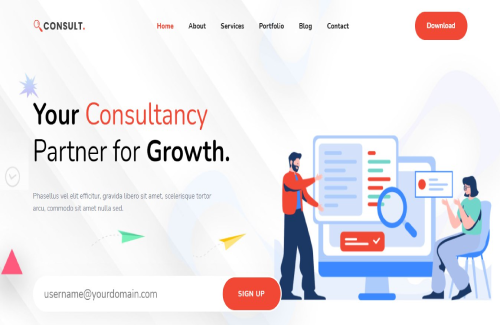 CONSULT.
Home About Services Portfolio Blog Contact
Download
Your Consultancy
Partner for Growth.
Phasellus vel elit efficitur, gravida libero sit amet, scelerisque tortor
arcu, commodo sit amet nulla sed.
username@yourdomain.com
SIGN UP